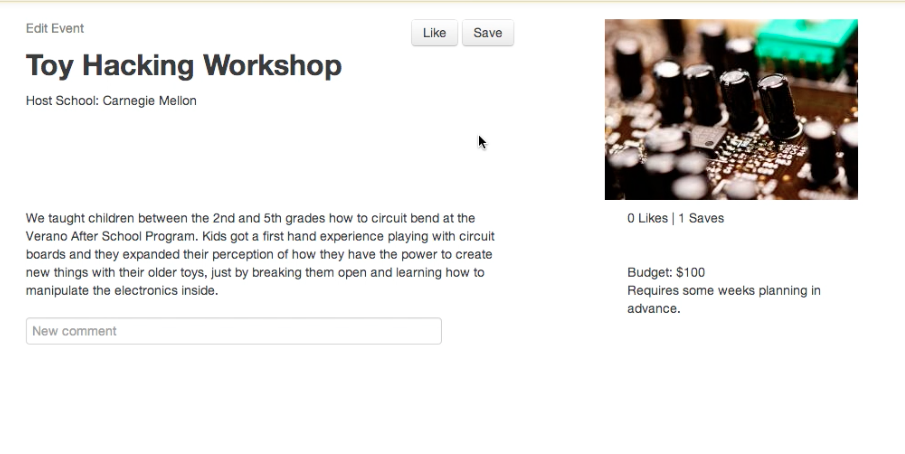 Edit Event
Like
Save
Toy Hacking Workshop
Host School: Carnegie Mellon
We taught children between the 2nd and 5th grades how to circuit bend at the
Verano After School Program. Kids got a first hand experience playing with circuit
boards and they expanded their perception of how they have the power to create
new things with their older toys, just by breaking them open and learning how to
manipulate the electronics inside.
New comment
0 Likes | 1 Saves
Budget: $100
Requires some weeks planning in
advance.